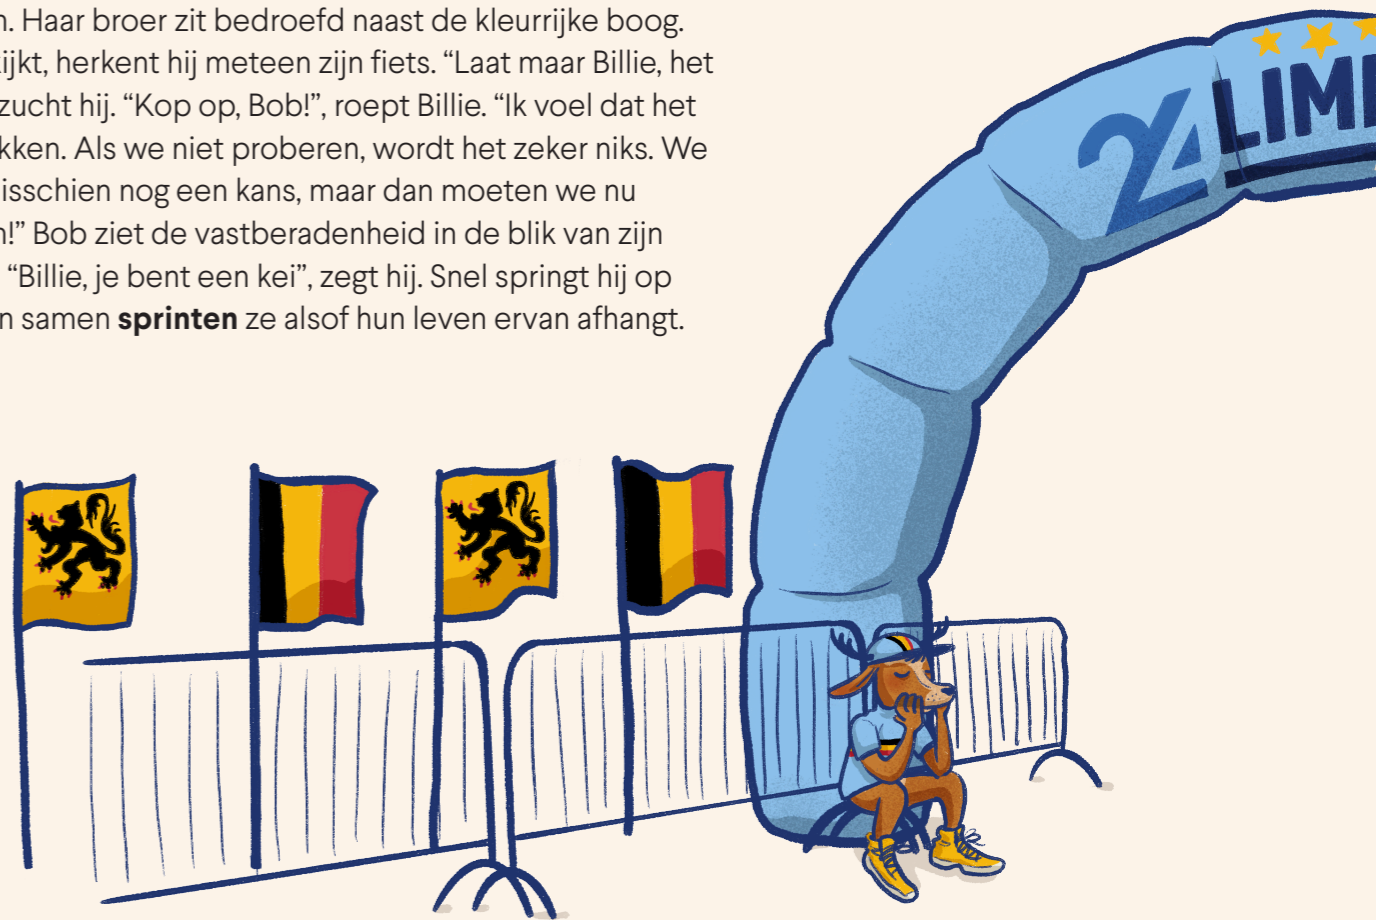 n. Haar broer zit bedroefd naast de kleurrijke boog.
ijkt, herkent hij meteen zijn fiets. “Laat maar Billie, het
zucht hij. “Kop op, Bob!”, roept Billie. “Ik voel dat het
kken. Als we niet proberen, wordt het zeker niks. We
isschien nog een kans, maar dan moeten we nu
n!” Bob ziet de vastberadenheid in de blik van zijn
“Billie, je bent een kei”, zegt hij. Snel springt hij op
n samen sprinten ze alsof hun leven ervan afhangt.
24 LIM